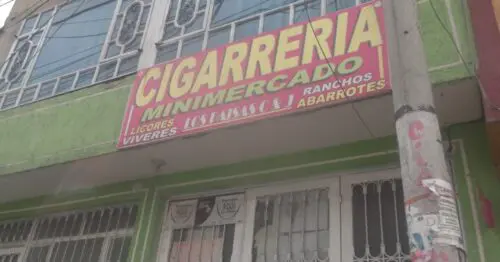 CIGARRERIA
MINIMERCADO
LICORES
VIVERES
LOS PAISAS C & J
RANCHOS
ABARROTES